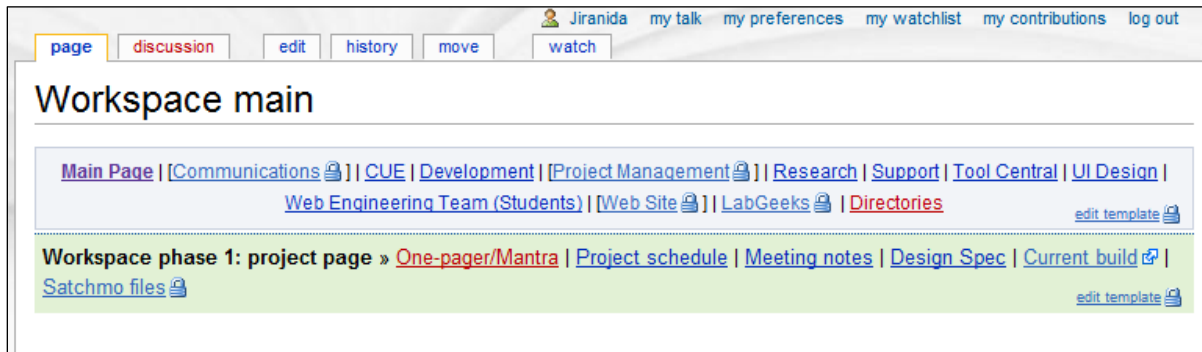 Jiranida my talk my preferences my watchlist my contributions log out
page discussion edit history move watch
Workspace main
Main Page | [Communications] | CUE | Development | [Project Management] | Research | Support | Tool Central | UI Design |
Web Engineering Team (Students) | [Web Site] | LabGeeks | Directories
edit template
Workspace phase 1: project page » One-pager/Mantra | Project schedule | Meeting notes | Design Spec | Current build |
Satchmo files
edit template